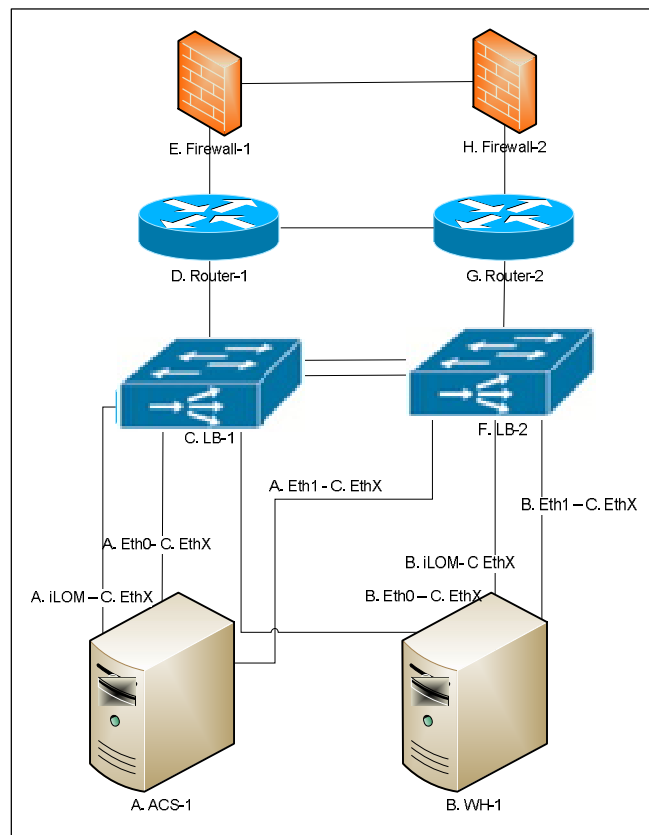 E. Firewall-1
H. Firewall-2
D. Router-1
G. Router-2
C. LB-1
F. LB-2
A. Eth1 - C. EthX
B. Eth1 – C. EthX
A. Eth0- C. EthX
B. iLOM- C EthX
A. iLOM – C. EthX
B. Eth0 – C. EthX
A. ACS-1
B. WH-1